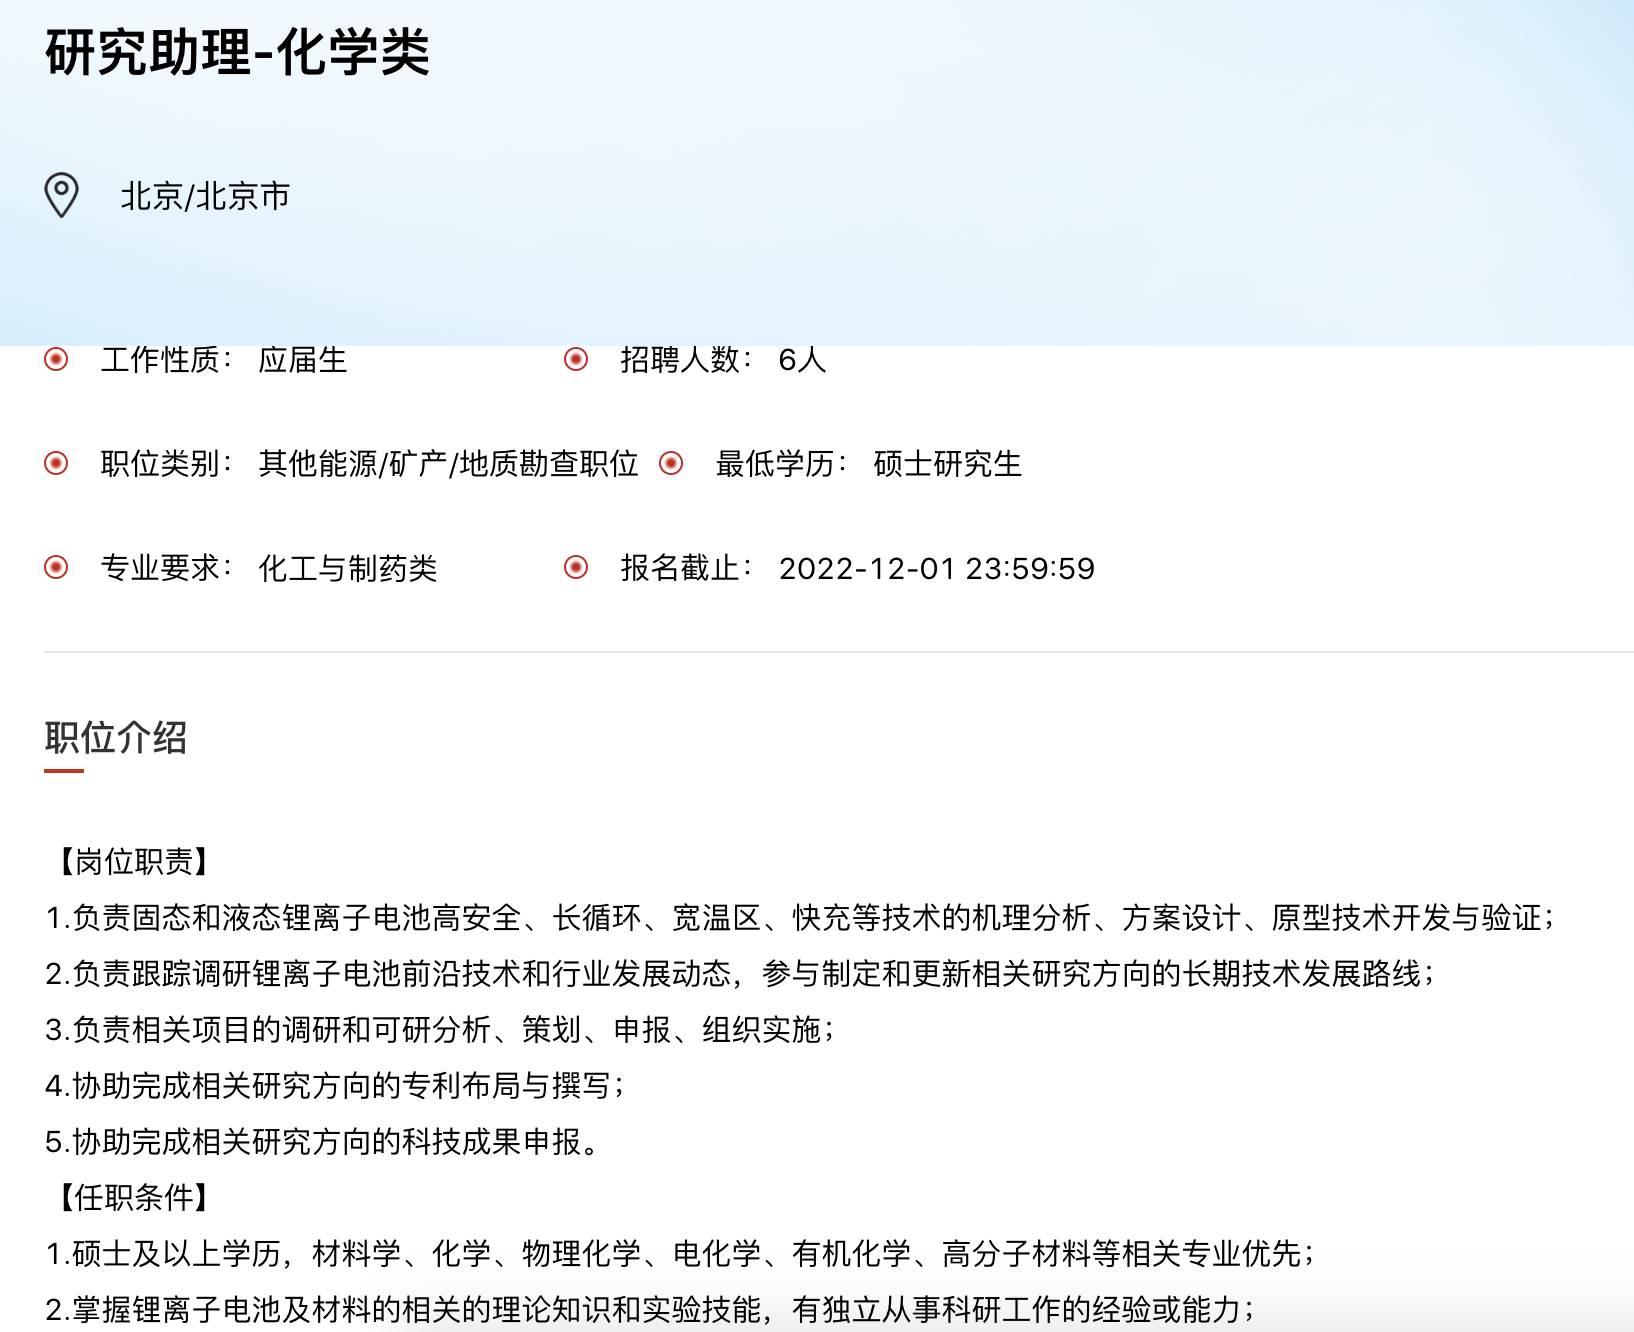 研究助理-化学类
北京/北京市
工作性质： 应届生 招聘人数： 6人
职位类别： 其他能源/矿产/地质勘查职位 最低学历： 硕士研究生
专业要求： 化工与制药类 报名截止： 2022-12-01 23:59:59
职位介绍
【岗位职责】
1.负责固态和液态锂离子电池高安全、长循环、宽温区、快充等技术的机理分析、方案设计、原型技术开发与验证；
2.负责跟踪调研锂离子电池前沿技术和行业发展动态，参与制定和更新相关研究方向的长期技术发展路线；
3.负责相关项目的调研和可研分析、策划、申报、组织实施；
4.协助完成相关研究方向的专利布局与撰写；
5.协助完成相关研究方向的科技成果申报。
【任职条件】
1.硕士及以上学历，材料学、化学、物理化学、电化学、有机化学、高分子材料等相关专业优先；
2.掌握锂离子电池及材料的相关的理论知识和实验技能，有独立从事科研工作的经验或能力；